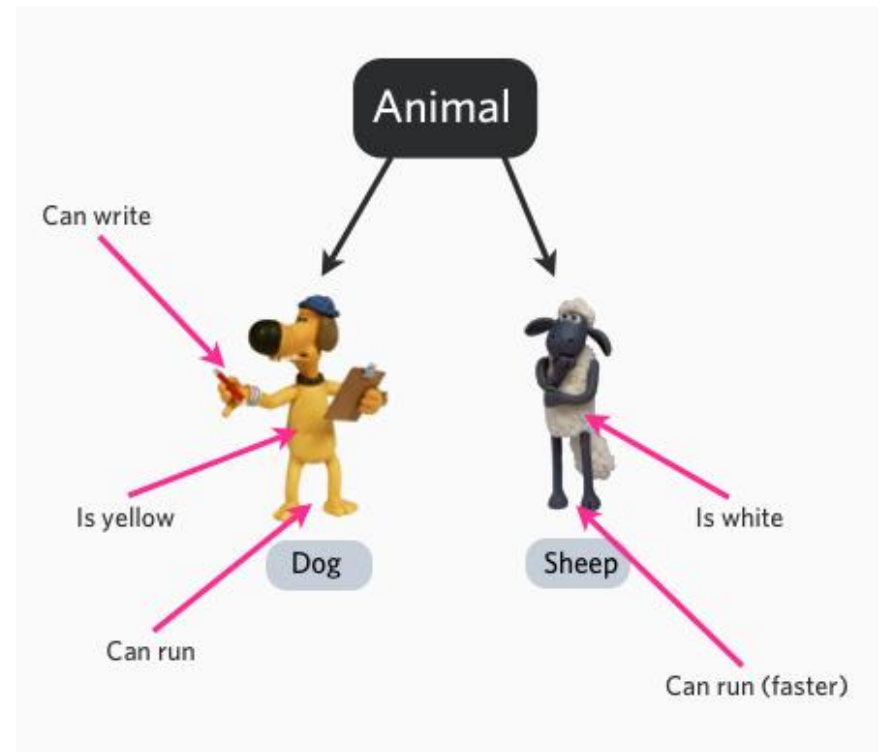 Animal
Can write
Is yellow
Is white
Dog
Sheep
Can run
Can run (faster)